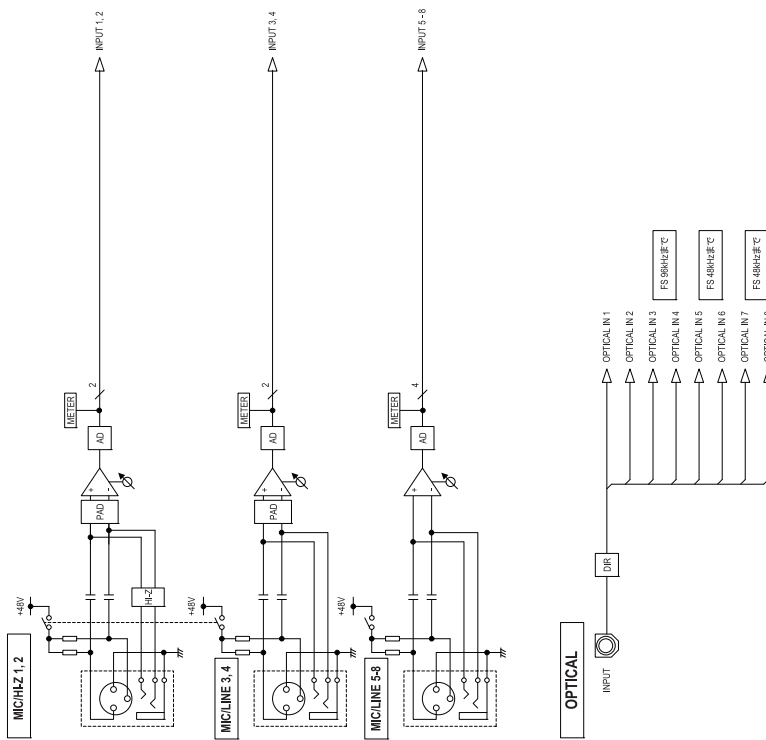 MIC/HI-Z 1, 2
+48V
HI-Z
PAD
+
-
AD
METER
2
INPUT 1, 2
MIC/LINE 3, 4
+48V
PAD
+
-
AD
METER
2
INPUT 3, 4
MIC/LINE 5-8
+48V
+
-
AD
METER
4
INPUT 5 - 8
OPTICAL
INPUT
DIR
OPTICAL IN 1
OPTICAL IN 2
OPTICAL IN 3
OPTICAL IN 4
OPTICAL IN 5
OPTICAL IN 6
OPTICAL IN 7
FS 96kHzまで
FS 48kHzまで
FS 48kHzまで